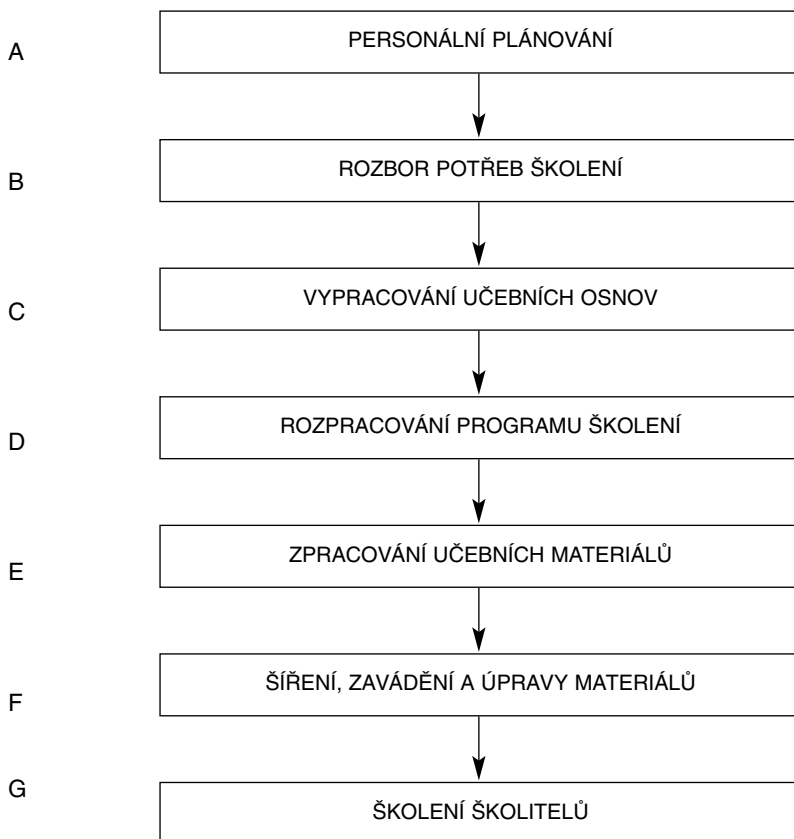 A PERSONÁLNÍ PLÁNOVÁNÍ
B ROZBOR POTŘEB ŠKOLENÍ
C VYPRACOVÁNÍ UČEBNÍCH OSNOV
D ROZPRACOVÁNÍ PROGRAMU ŠKOLENÍ
E ZPRACOVÁNÍ UČEBNÍCH MATERIÁLŮ
F ŠÍŘENÍ, ZAVÁDĚNÍ A ÚPRAVY MATERIÁLŮ
G ŠKOLENÍ ŠKOLITELŮ